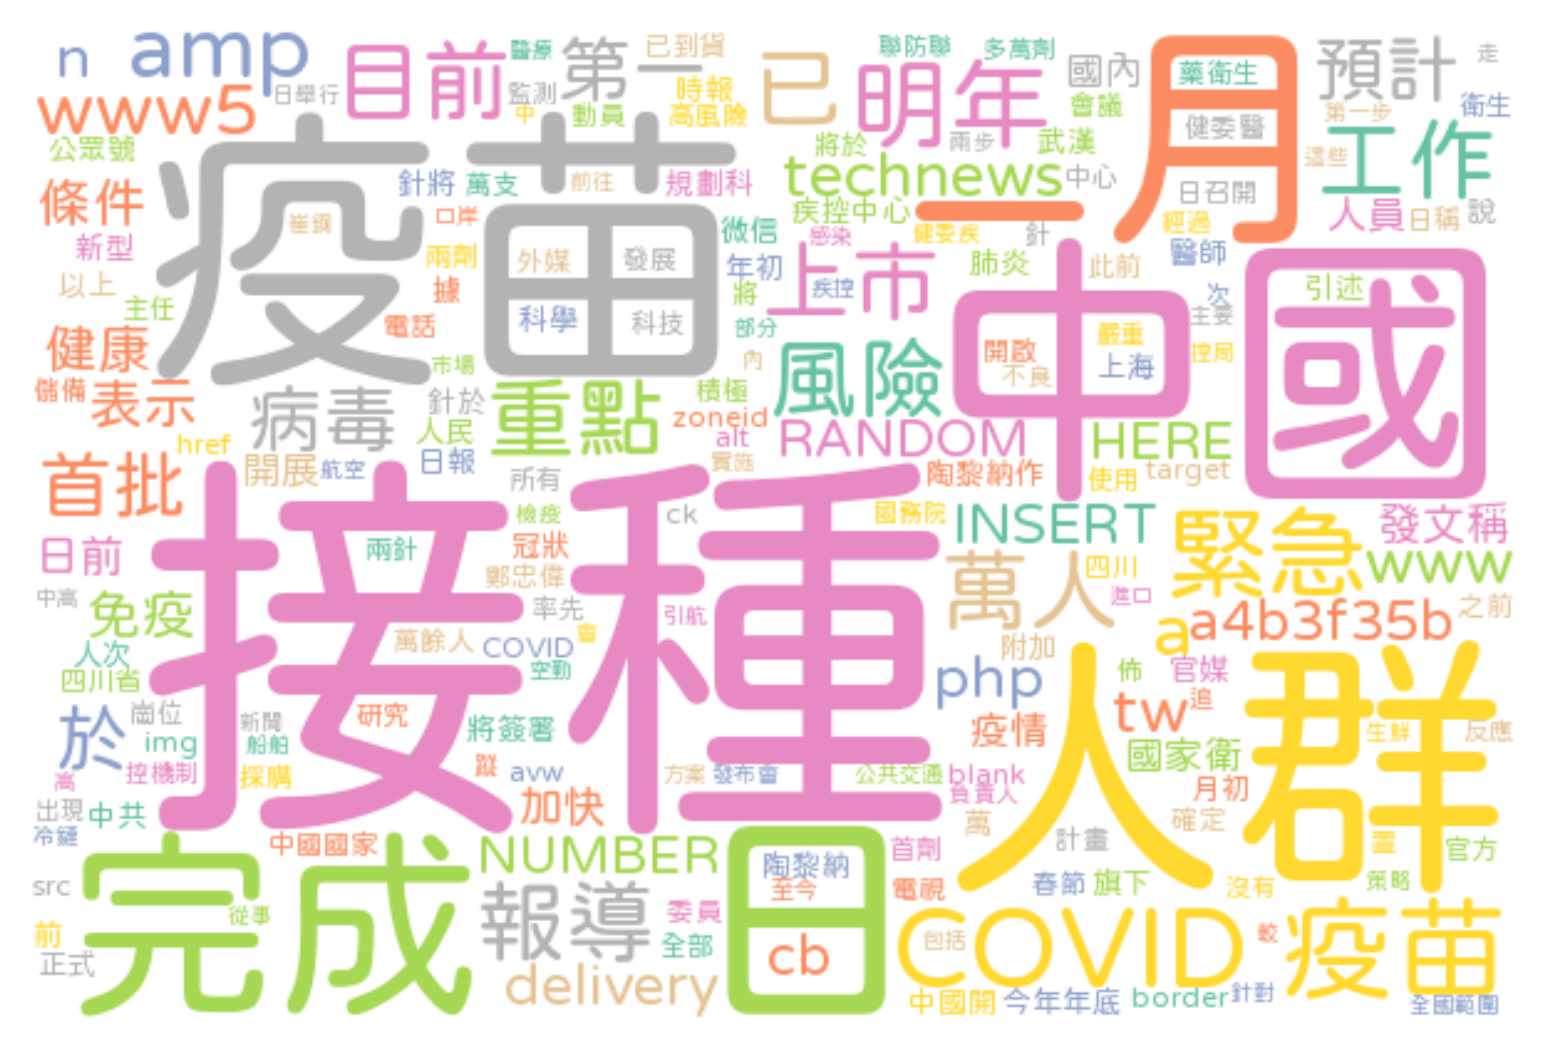 n
amp
www5
公眾號
日舉行
目前
醫療
監測
第一
已到貨
時報
高風險
中
動員
已
聯防聯
多萬劑
明年
國內
會議
將於
兩步
武漢
一月
藥衛生
健委醫
日召開
預計
走
衛生
第一步
這些
工作
人員
日稱
說
條件
新型
以上
主任
疫苗
崔鋼
針將
萬支
前往
規劃科
口岸
兩劑
據
電話
外媒
發展
科學
科技
微信
年初
將
部分
technews
中心
疾控中心
感染
健委疾
針
經過
醫師
上市
疾控
肺炎
此前
次
主要
控局
中國
開啟
不良
嚴重
上海
引述
健康
儲備
表示
href
病毒
市場
針於
人民
日報
重點
內
積極
zoneid
alt
實施
風險
RANDOM
HERE
陶黎納作
使用
target
首批
開展
航空
所有
檢疫
ck
國務院
INSERT
緊急
發文稱
www
日前
中高
免疫
人次
四川省
接種
兩針
冠狀
鄭忠偉
率先
引航
萬餘人
COVID
會
空勤
萬人
四川
進口
a
a4b3f35b
之前
附加
php
佈
官媒
tw
追
於
崗位
img
新聞
船舶
高
控機制
採購
研究
將簽署
蹤
avw
方案
發布會
公共交通
blank
負責人
疫情
國家衛
月初
人群
生鮮
反應
出現
中共
冷鏈
中國國家
加快
萬
計畫
確定
置
官方
src
完成
從事
前
正式
NUMBER
報導
委員
全部
delivery
日
陶黎納
至今
cb
首劑
電視
春節
旗下
沒有
策略
COVID
包括
較
疫苗
中國開
今年年底
border
針對
全國範圍